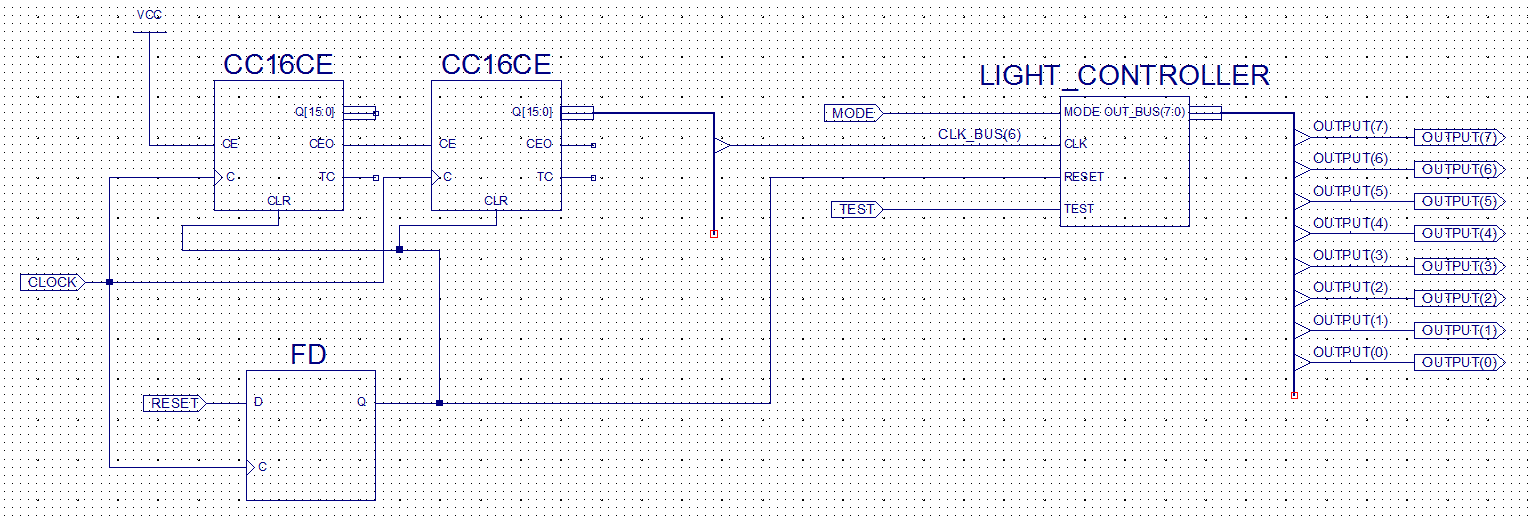 VCC
CC16CE
CC16CE
LIGHT_CONTROLLER
Q[15:0]
CE
CEO
C
TC
CLR
Q[15:0]
CE
CEO
C
TC
CLR
MODE
CLK_BUS(6)
TEST
MODE OUT_BUS(7:0)
CLK
RESET
TEST
OUTPUT(7)
OUTPUT(7)
OUTPUT(6)
OUTPUT(6)
OUTPUT(5)
OUTPUT(5)
OUTPUT(4)
OUTPUT(4)
OUTPUT(3)
OUTPUT(3)
OUTPUT(2)
OUTPUT(2)
OUTPUT(1)
OUTPUT(1)
OUTPUT(0)
OUTPUT(0)
CLOCK
FD
RESET
D
Q
C